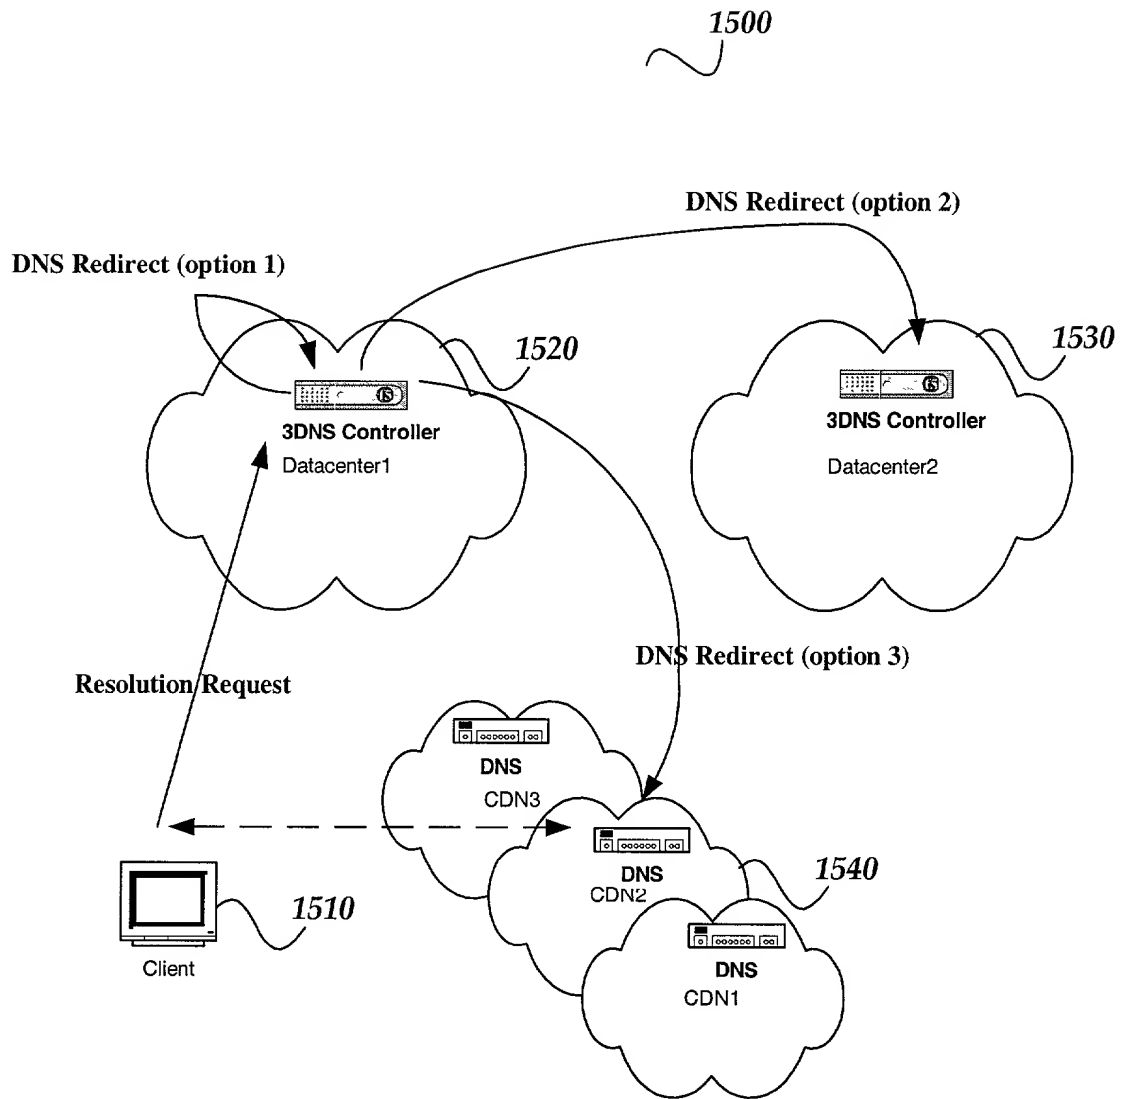 1500
DNS Redirect (option 2)
DNS Redirect (option 1)
1520
1530
3DNS Controller
Datacenter1
3DNS Controller
Datacenter2
DNS Redirect (option 3)
Resolution Request
DNS
CDN3
DNS
CDN2
1540
1510
Client
DNS
CDN1